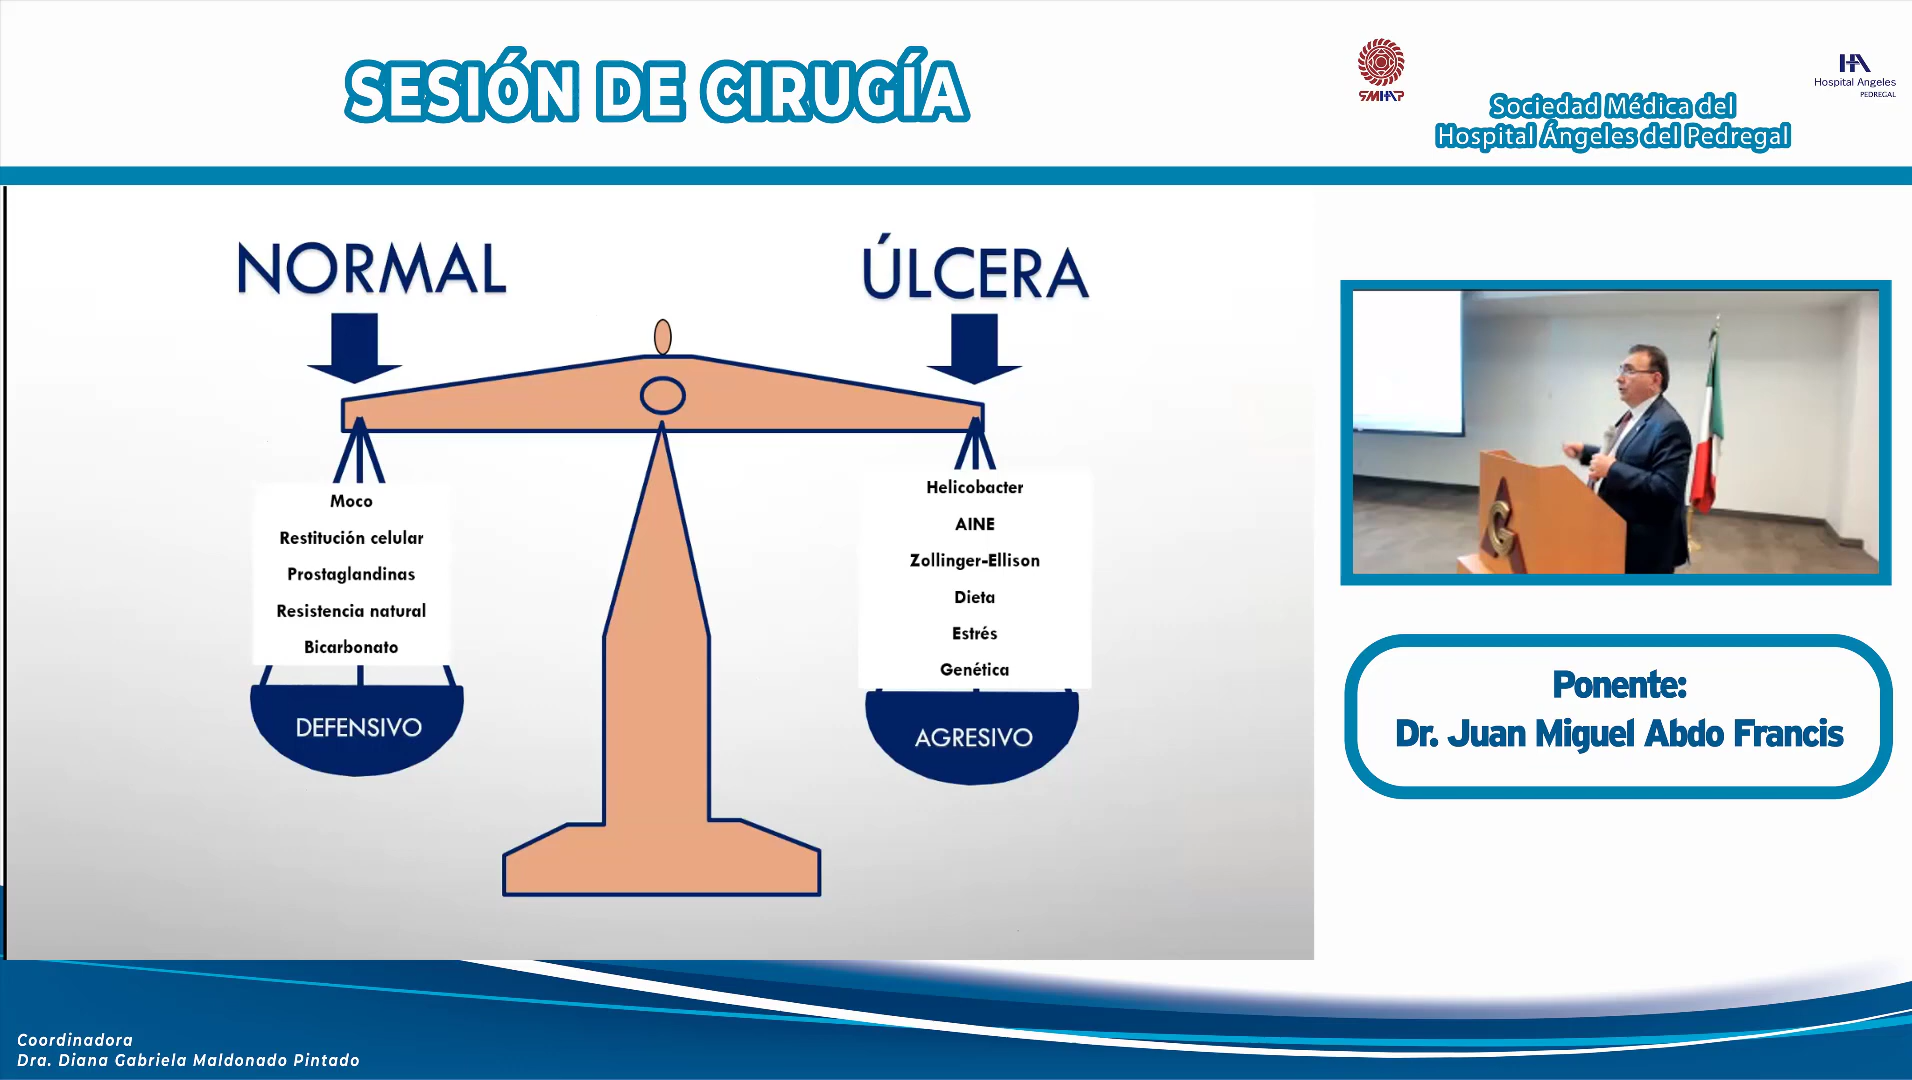 SESIÓN DE CIRUGÍA
SMHAP
Sociedad Médica del
Hospital Ángeles del Pedregal
HA
Hospital Angeles
PEDREGAL
NORMAL
ÚLCERA
Moco
Restitución celular
Prostaglandinas
Resistencia natural
Bicarbonato
DEFENSIVO
Helicobacter
AINE
Zollinger-Ellison
Dieta
Estrés
Genética
AGRESIVO
G
Ponente:
Dr. Juan Miguel Abdo Francis
Coordinadora
Dra. Diana Gabriela Maldonado Pintado